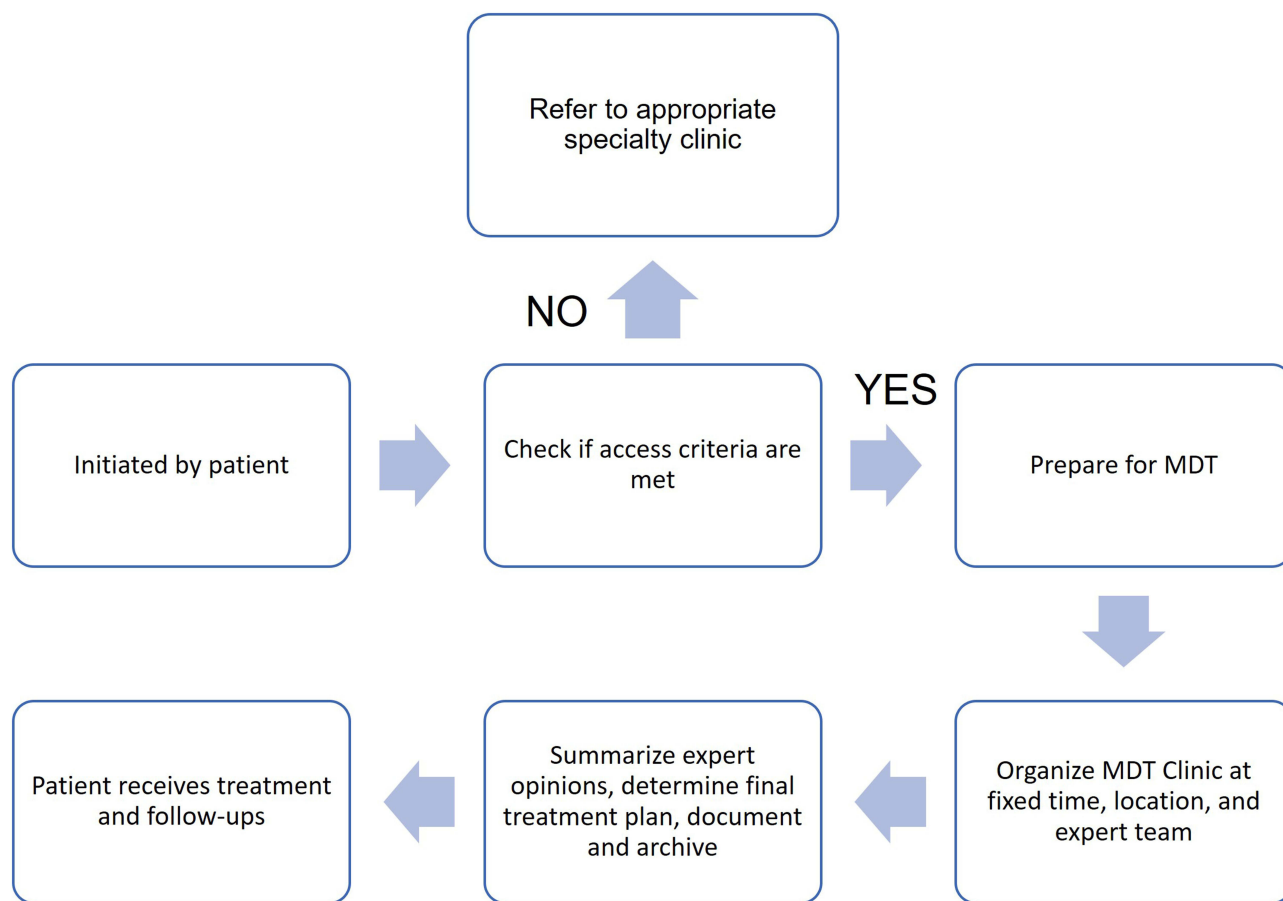 Refer to appropriate
specialty clinic
NO
YES
Initiated by patient
Check if access criteria are
met
Prepare for MDT
Patient receives treatment
and follow-ups
Summarize expert
opinions, determine final
treatment plan, document
and archive
Organize MDT Clinic at
fixed time, location, and
expert team